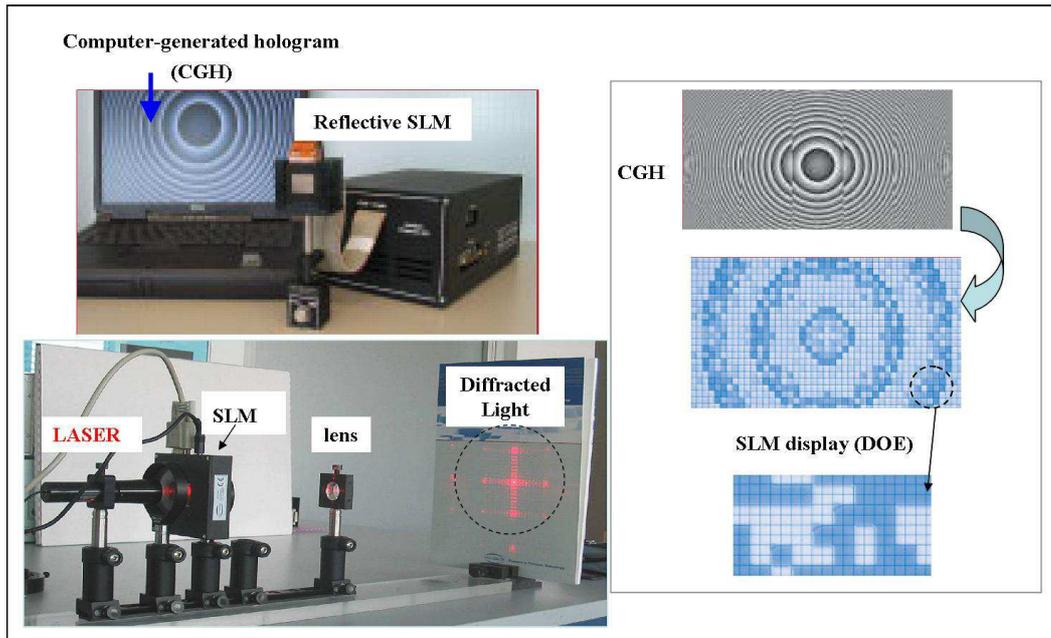 Computer-generated hologram
(CGH)
Reflective SLM
LASER
SLM
lens
Diffracted
Light
CGH
SLM display (DOE)